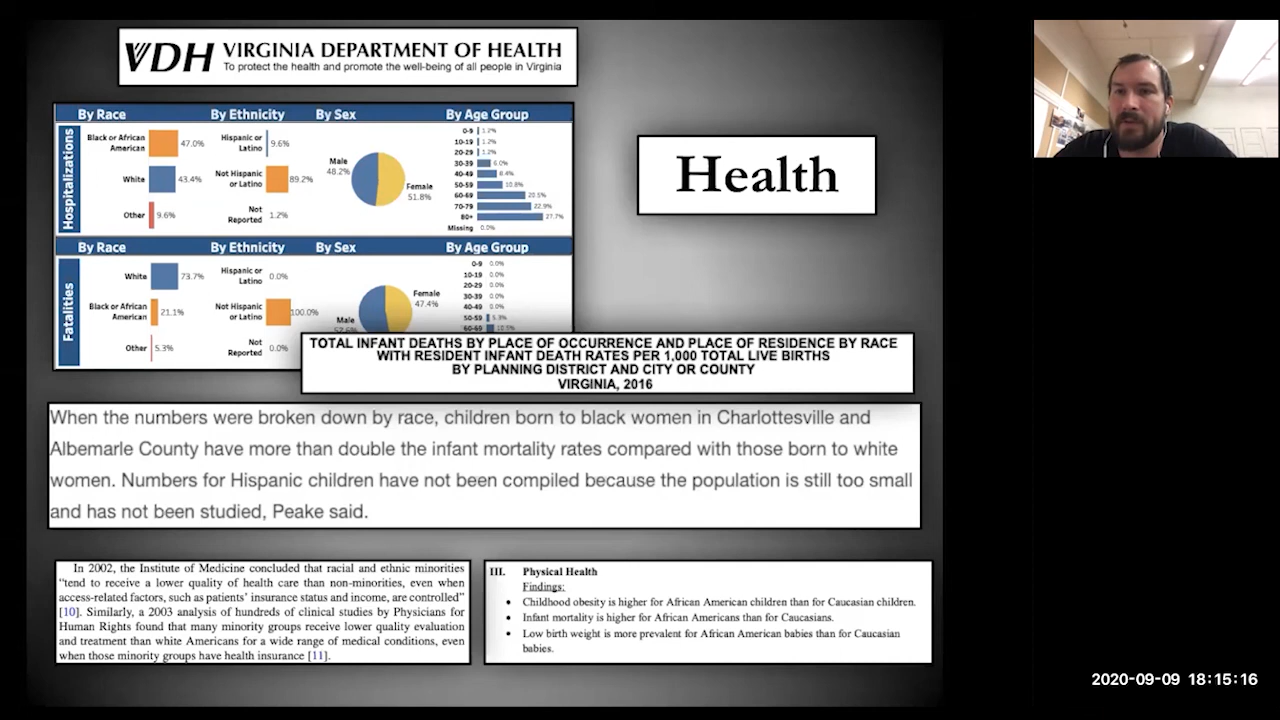 VDH VIRGINIA DEPARTMENT OF HEALTH
To protect the health and promote the well-being of all people in Virginia
Health
By Race By Ethnicity By Sex By Age Group
Hospitalizations
Black or African American 47.0%
White 43.4%
Other 9.6%
Hispanic or Latino 9.6%
Not Hispanic or Latino 89.2%
Not Reported 1.2%
Male 48.2%
Female 51.8%
0-9 1.2%
10-19 1.2%
20-29 1.2%
30-39 6.0%
40-49 8.4%
50-59 10.8%
60-69 20.5%
70-79 22.9%
80+ 27.7%
Missing 0.0%
By Race By Ethnicity By Sex By Age Group
Fatalities
White 73.7%
Black or African American 21.1%
Other 5.3%
Hispanic or Latino 0.0%
Not Hispanic or Latino 100.0%
Not Reported 0.0%
Female 47.4%
Male 52.6%
0-9 0.0%
10-19 0.0%
20-29 0.0%
30-39 0.0%
40-49 0.0%
50-59 5.3%
60-69 10.5%
TOTAL INFANT DEATHS BY PLACE OF OCCURRENCE AND PLACE OF RESIDENCE BY RACE
WITH RESIDENT INFANT DEATH RATES PER 1,000 TOTAL LIVE BIRTHS
BY PLANNING DISTRICT AND CITY OR COUNTY
VIRGINIA, 2016
When the numbers were broken down by race, children born to black women in Charlottesville and
Albemarle County have more than double the infant mortality rates compared with those born to white
women. Numbers for Hispanic children have not been compiled because the population is still too small
and has not been studied, Peake said.
In 2002, the Institute of Medicine concluded that racial and ethnic minorities
“tend to receive a lower quality of health care than non-minorities, even when
access-related factors, such as patients’ insurance status and income, are controlled”
[10]. Similarly, a 2003 analysis of hundreds of clinical studies by Physicians for
Human Rights found that many minority groups receive lower quality evaluation
and treatment than white Americans for a wide range of medical conditions, even
when those minority groups have health insurance [11].
III. Physical Health
Findings:
• Childhood obesity is higher for African American children than for Caucasian children.
• Infant mortality is higher for African Americans than for Caucasians.
• Low birth weight is more prevalent for African American babies than for Caucasian
babies.
2020-09-09 18:15:16